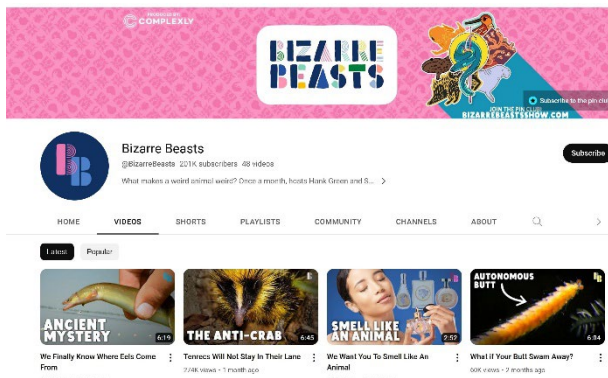 COMPLEXLY
BIZARRE
BEASTS
JOIN THE PIN CLUB
BIZARREBEASTSSHOW.COM
Subscribe to the pin club
Bizarre Beasts
@BizarreBeasts 201K subscribers 48 videos
What makes a weird animal weird? Once a month, hosts Hank Green and S...
Subscribe
HOME VIDEOS SHORTS PLAYLISTS COMMUNITY CHANNELS ABOUT
Latest Popular
ANCIENT
MYSTERY
6:19
THE ANTI-CRAB
6:45
SMELL LIKE
AN ANIMAL
2:52
AUTONOMOUS
BUTT
We Finally Know Where Eels Come
From
Tenrecs Will Not Stay In Their Lane
274K views • 1 month ago
We Want You To Smell Like An
Animal
What if Your Butt Swam Away?
60K views • 2 months ago